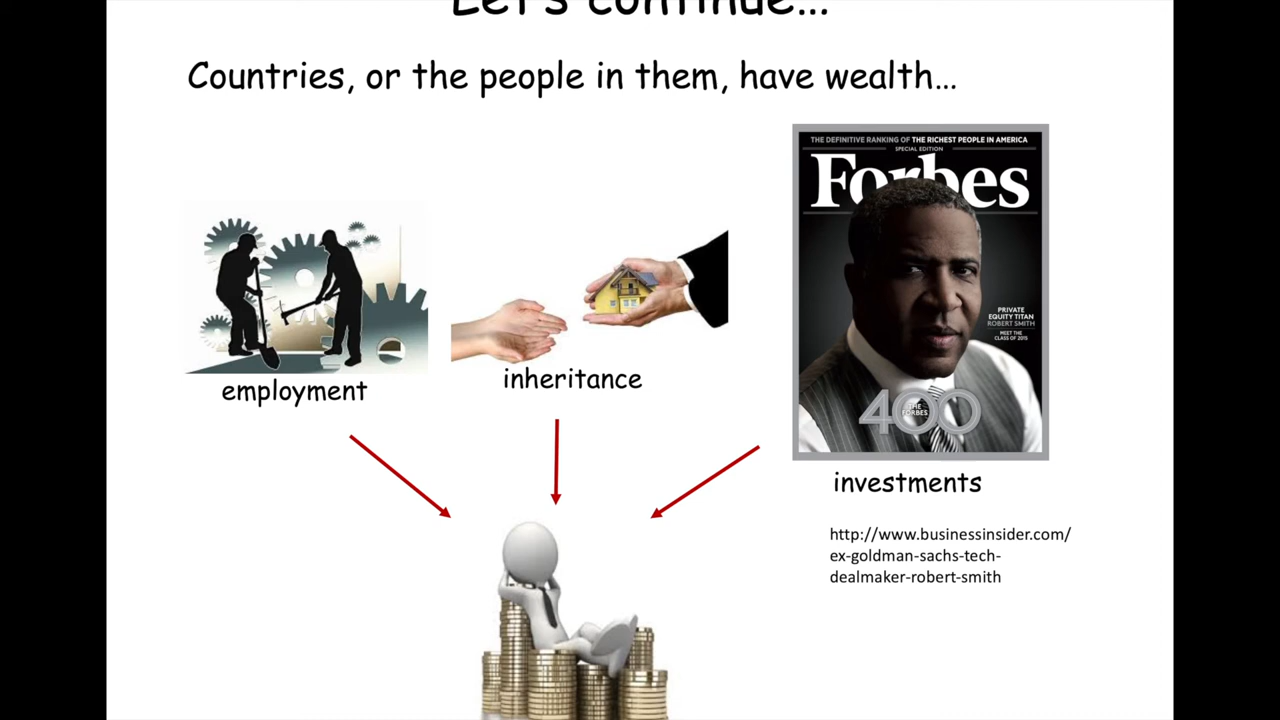 Let's continue...
Countries, or the people in them, have wealth...
THE DEFINITIVE RANKING OF THE RICHEST PEOPLE IN AMERICA
SPECIAL EDITION
Forbes
PRIVATE
EQUITY TITAN
ROBERT SMITH
MEET THE
CLASS OF 2015
THE
FORBES
400
employment
inheritance
investments
http://www.businessinsider.com/
ex-goldman-sachs-tech-
dealmaker-robert-smith